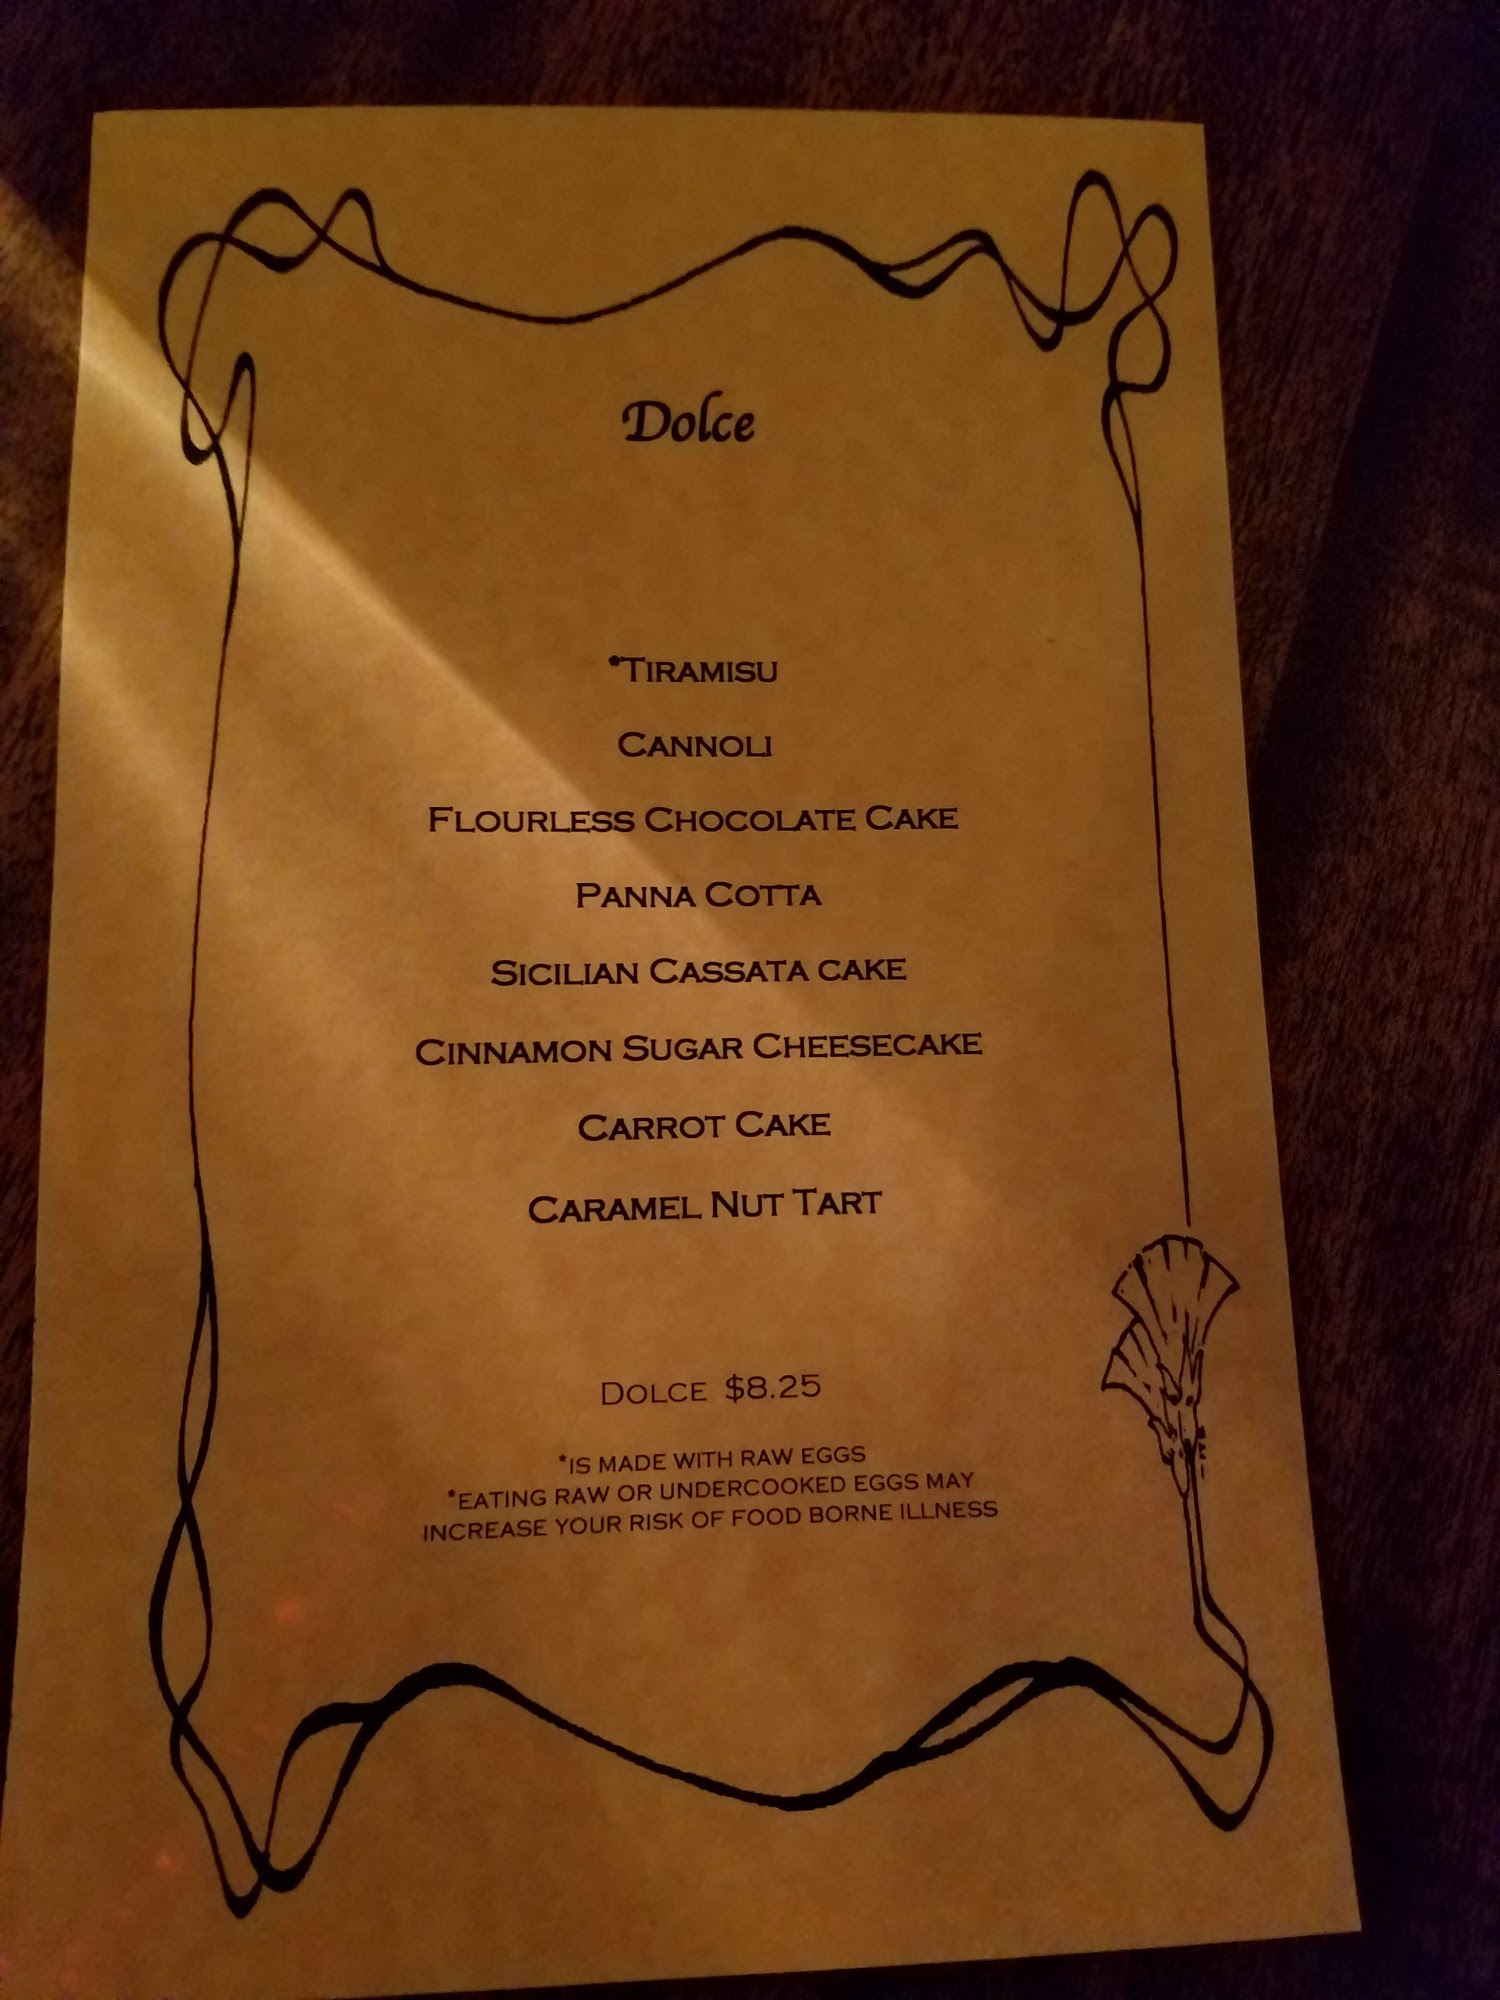 Dolce
*Tiramisu
Cannoli
Flourless Chocolate Cake
Panna Cotta
Sicilian Cassata cake
Cinnamon Sugar Cheesecake
Carrot Cake
Caramel Nut Tart
Dolce $8.25
*IS MADE WITH RAW EGGS
*EATING RAW OR UNDERCOOKED EGGS MAY
INCREASE YOUR RISK OF FOOD BORNE ILLNESS